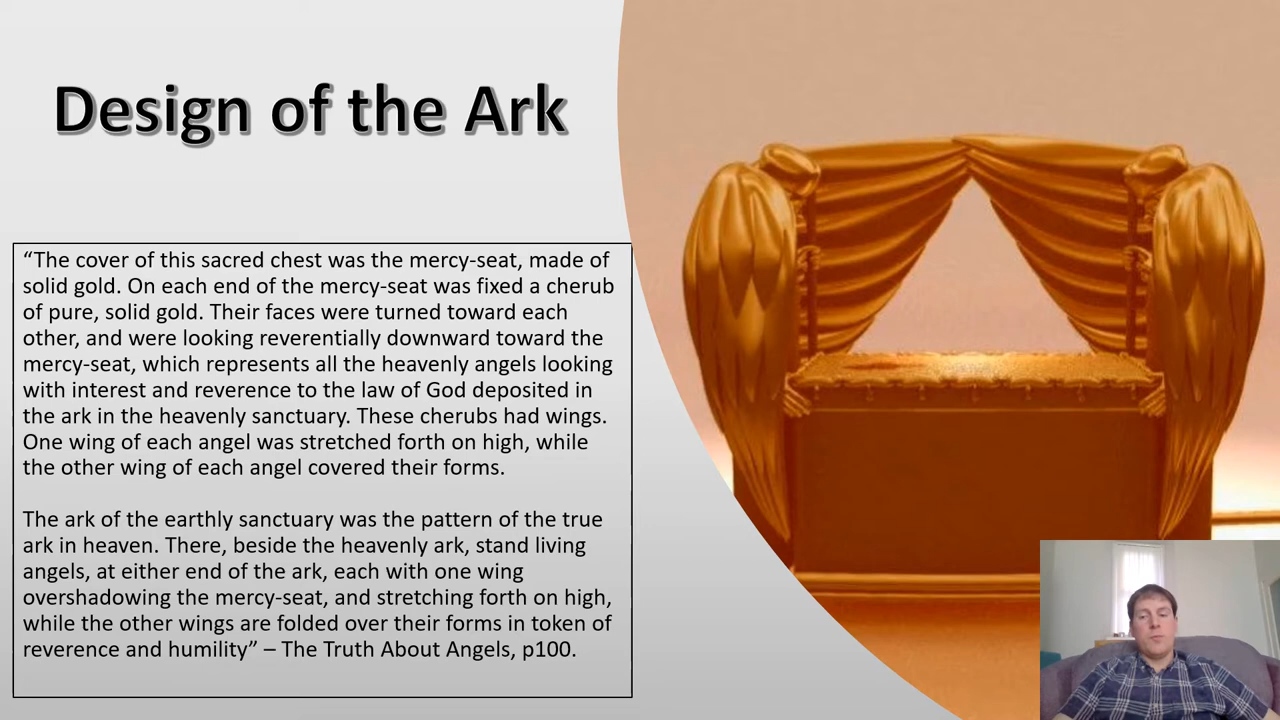 Design of the Ark
“The cover of this sacred chest was the mercy-seat, made of
solid gold. On each end of the mercy-seat was fixed a cherub
of pure, solid gold. Their faces were turned toward each
other, and were looking reverentially downward toward the
mercy-seat, which represents all the heavenly angels looking
with interest and reverence to the law of God deposited in
the ark in the heavenly sanctuary. These cherubs had wings.
One wing of each angel was stretched forth on high, while
the other wing of each angel covered their forms.
The ark of the earthly sanctuary was the pattern of the true
ark in heaven. There, beside the heavenly ark, stand living
angels, at either end of the ark, each with one wing
overshadowing the mercy-seat, and stretching forth on high,
while the other wings are folded over their forms in token of
reverence and humility” – The Truth About Angels, p100.